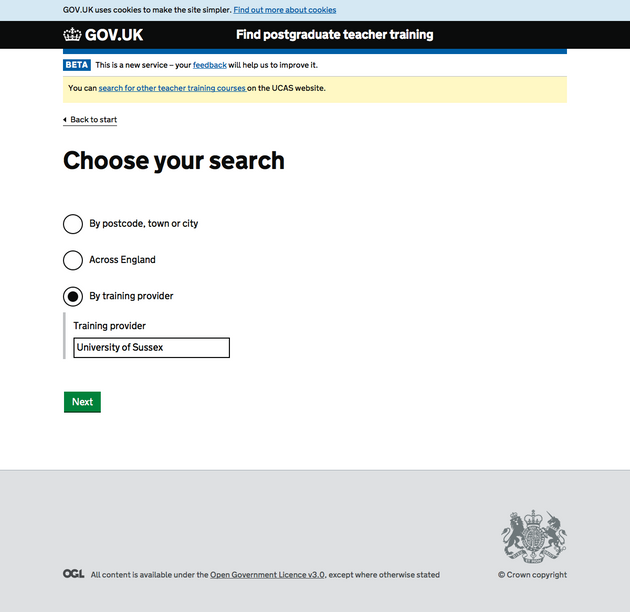 GOV.UK uses cookies to make the site simpler. Find out more about cookies
GOV.UK Find postgraduate teacher training
BETA This is a new service – your feedback will help us to improve it.
You can search for other teacher training courses on the UCAS website.
Back to start
Choose your search
By postcode, town or city
Across England
By training provider
Training provider
University of Sussex
Next
OGL All content is available under the Open Government Licence v3.0, except where otherwise stated
© Crown copyright